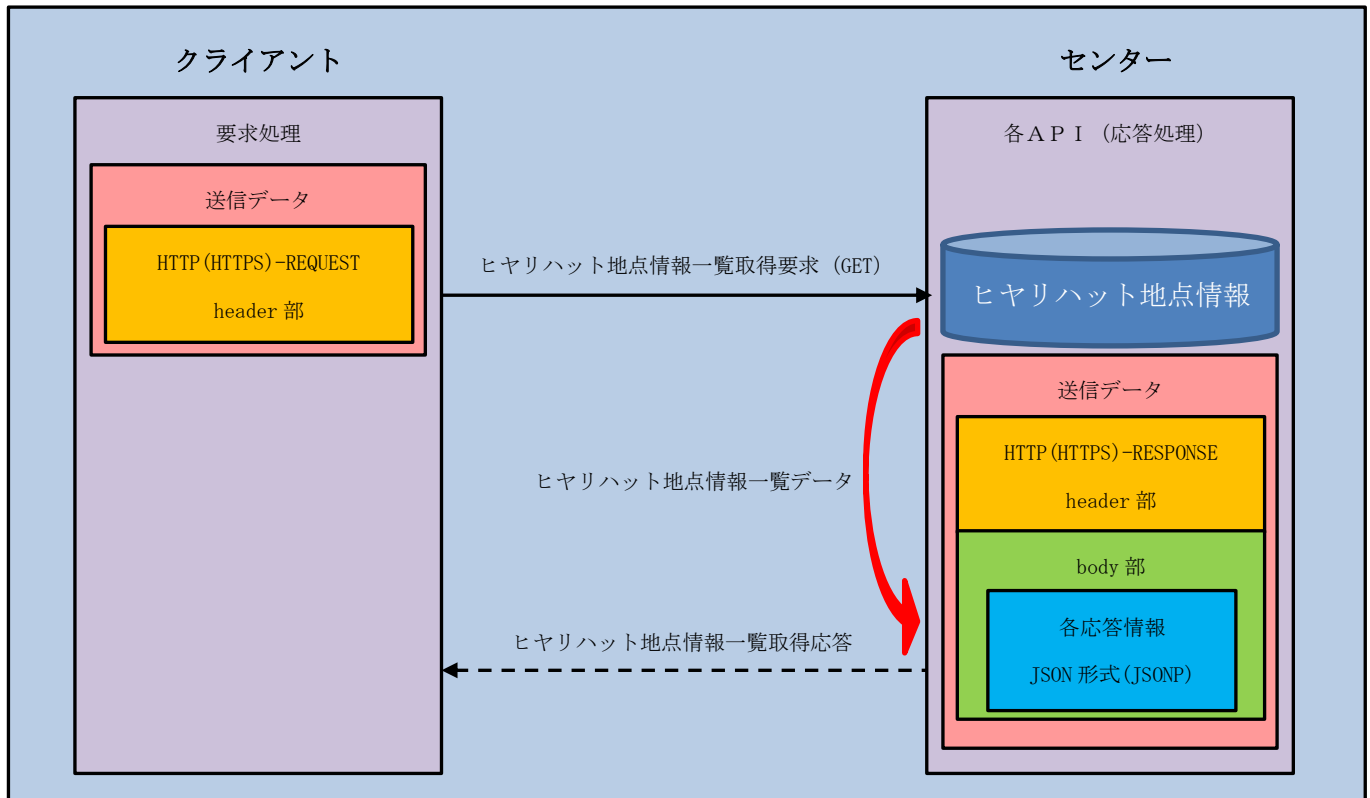 クライアント
センター
要求処理
送信データ
HTTP(HTTPS)-REQUEST
header 部
ヒヤリハット地点情報一覧取得要求 (GET)
各ＡＰＩ (応答処理)
ヒヤリハット地点情報
ヒヤリハット地点情報一覧データ
送信データ
HTTP(HTTPS)-RESPONSE
header 部
body 部
各応答情報
JSON 形式(JSONP)
ヒヤリハット地点情報一覧取得応答